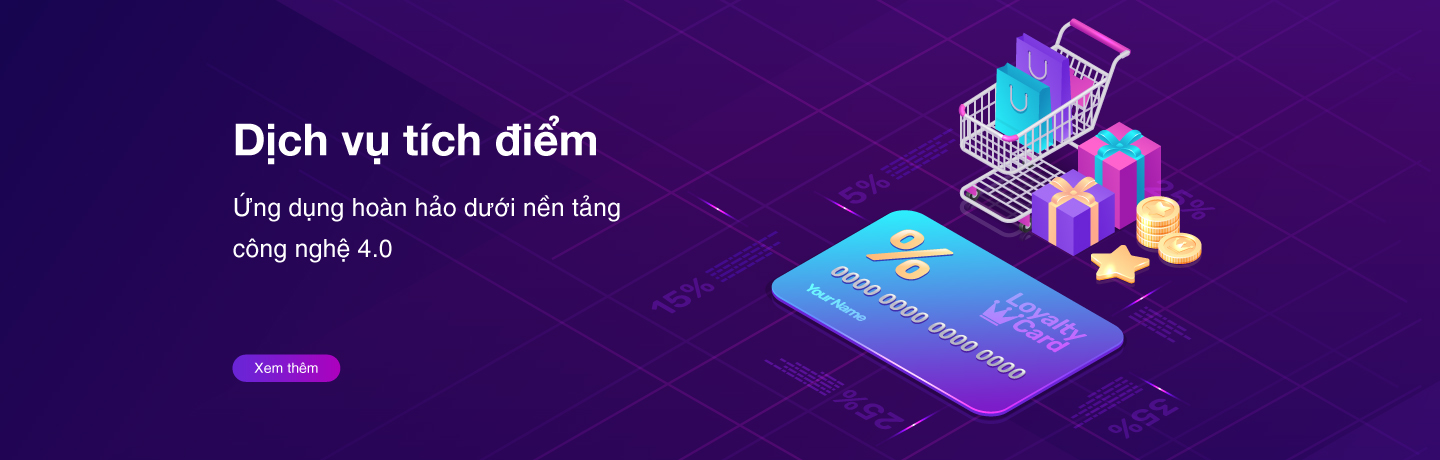 Dịch vụ tích điểm
Ứng dụng hoàn hảo dưới nền tảng
công nghệ 4.0
Xem thêm
5%
25%
15%
%
0000 0000 0000 0000
Your Name
Loyalty
Card
25%
35%